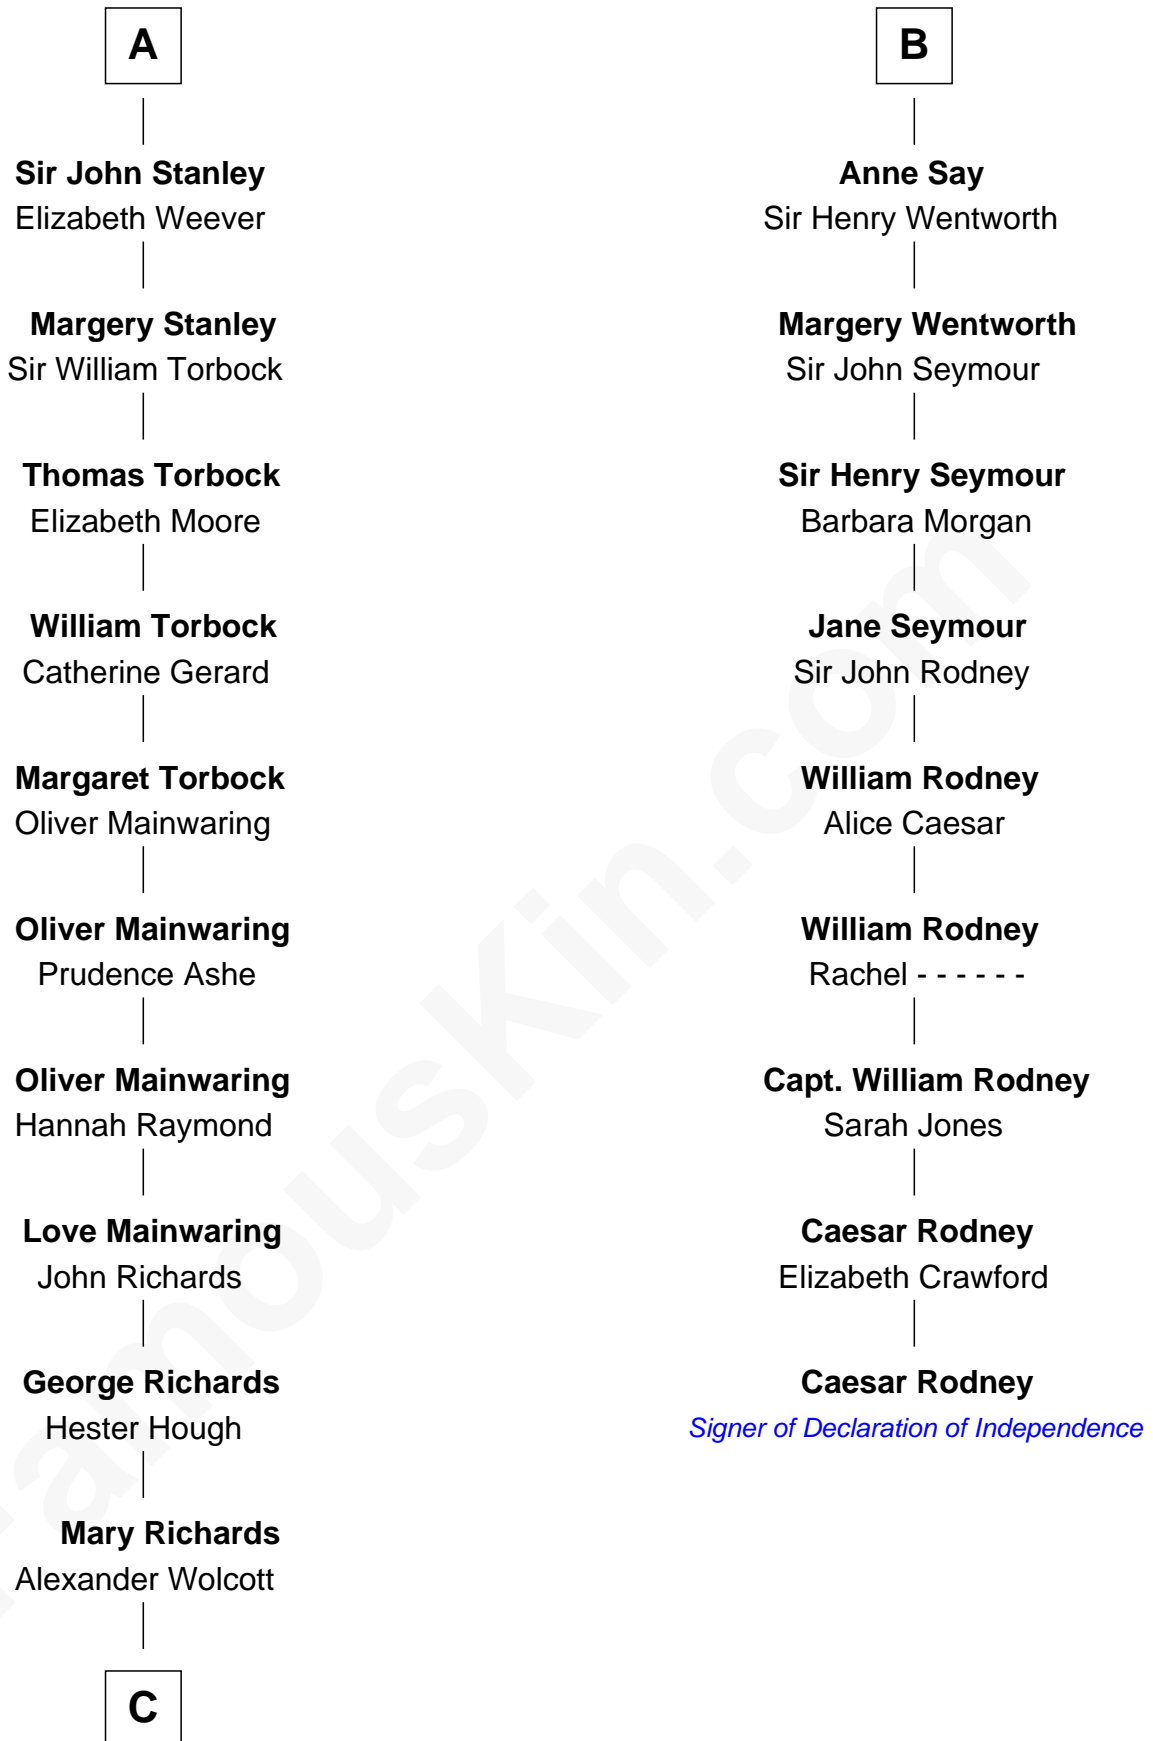 A
Sir John Stanley
Elizabeth Weever
Margery Stanley
Sir William Torbock
Thomas Torbock
Elizabeth Moore
William Torbock
Catherine Gerard
Margaret Torbock
Oliver Mainwaring
Oliver Mainwaring
Prudence Ashe
Oliver Mainwaring
Hannah Raymond
Love Mainwaring
John Richards
George Richards
Hester Hough
Mary Richards
Alexander Wolcott
C
B
Anne Say
Sir Henry Wentworth
Margery Wentworth
Sir John Seymour
Sir Henry Seymour
Barbara Morgan
Jane Seymour
Sir John Rodney
William Rodney
Alice Caesar
William Rodney
Rachel - - - - - -
Capt. William Rodney
Sarah Jones
Caesar Rodney
Elizabeth Crawford
Caesar Rodney
Signer of Declaration of Independence
FamousKin.com